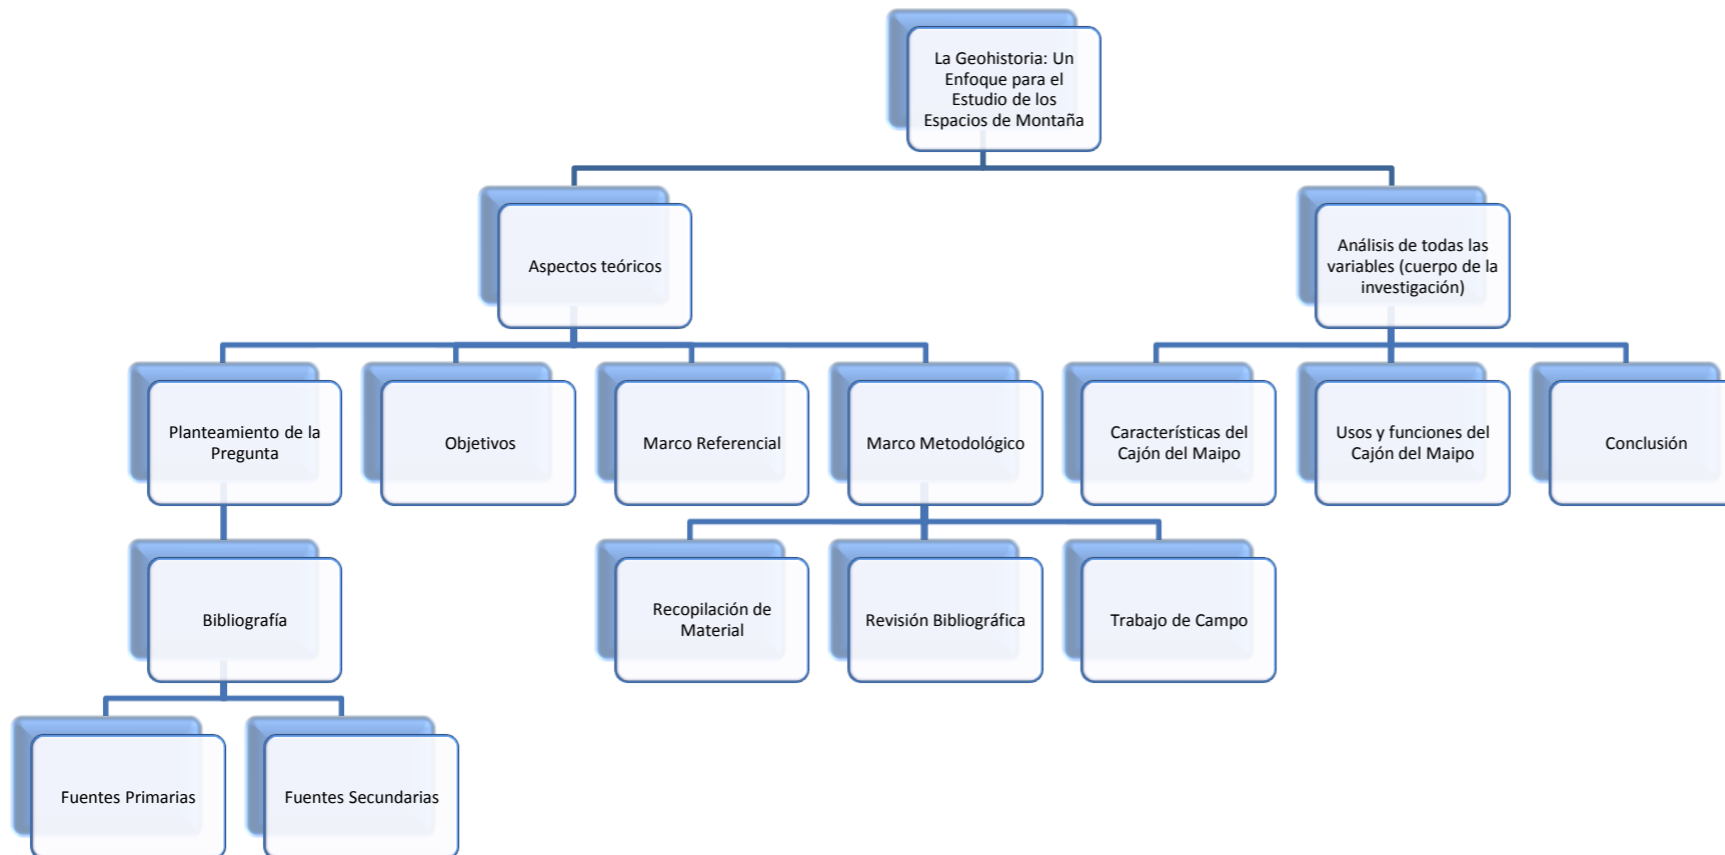 La Geohistoria: Un
Enfoque para el
Estudio de los
Espacios de Montaña
Aspectos teóricos
Análisis de todas las
variables (cuerpo de la
investigación)
Planteamiento de la
Pregunta
Objetivos
Marco Referencial
Marco Metodológico
Características del
Cajón del Maipo
Usos y funciones del
Cajón del Maipo
Conclusión
Bibliografía
Recopilación de
Material
Revisión Bibliográfica
Trabajo de Campo
Fuentes Primarias
Fuentes Secundarias